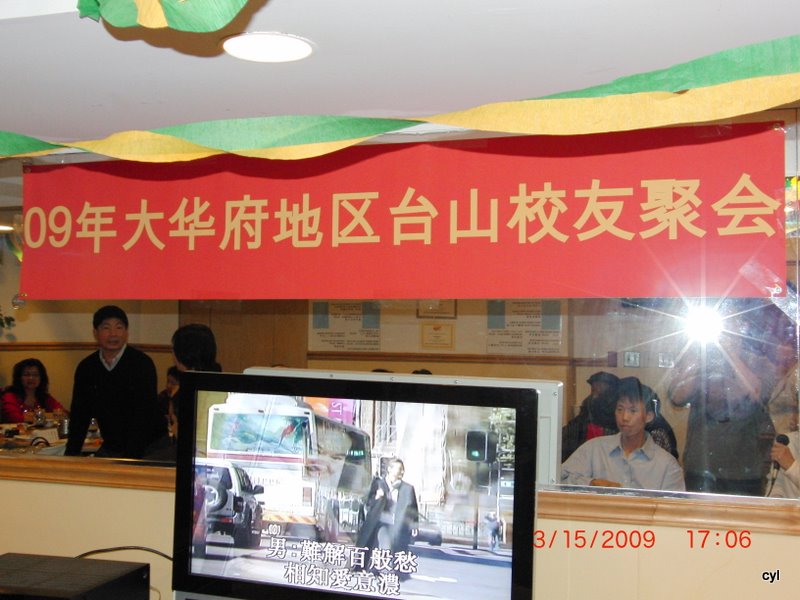 09年大华府地区台山校友聚会
男:難解百般愁
相知愛意濃
3/15/2009 17:06
cyl